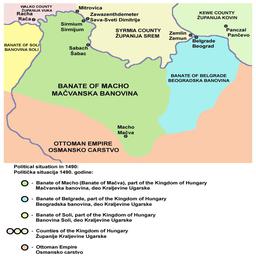 WALKO COUNTY
ŽUPANIJA VUKA
Racha
Rača
Mitrovica
Zawazenthdemeter
Sava-Sveti Dimitrije
Sirmium
Sirmijum
SYRMIA COUNTY
ŽUPANIJA SREM
KEWE COUNTY
ŽUPANIJA KOVIN
Panczal
Pančevo
BANATE OF SOLI
BANOVINA SOLI
Sabach
Šabac
Zemlin
Zemun
Belgrade
Beograd
BANATE OF MACHO
MAČVANSKA BANOVINA
BANATE OF BELGRADE
BEOGRADSKA BANOVINA
Macho
Mačva
OTTOMAN EMPIRE
OSMANSKO CARSTVO
Political situation in 1490:
Politička situacija 1490. godine:
- Banate of Macho (Banate of Mačva), part of the Kingdom of Hungary
Mačvanska banovina, deo Kraljevine Ugarske
- Banate of Belgrade, part of the Kingdom of Hungary
Beogradska banovina, deo Kraljevine Ugarske
- Banate of Soli, part of the Kingdom of Hungary
Banovina Soli, deo Kraljevine Ugarske
- Counties of the Kingdom of Hungary
Županije Kraljevine Ugarske
- Ottoman Empire
Osmansko carstvo